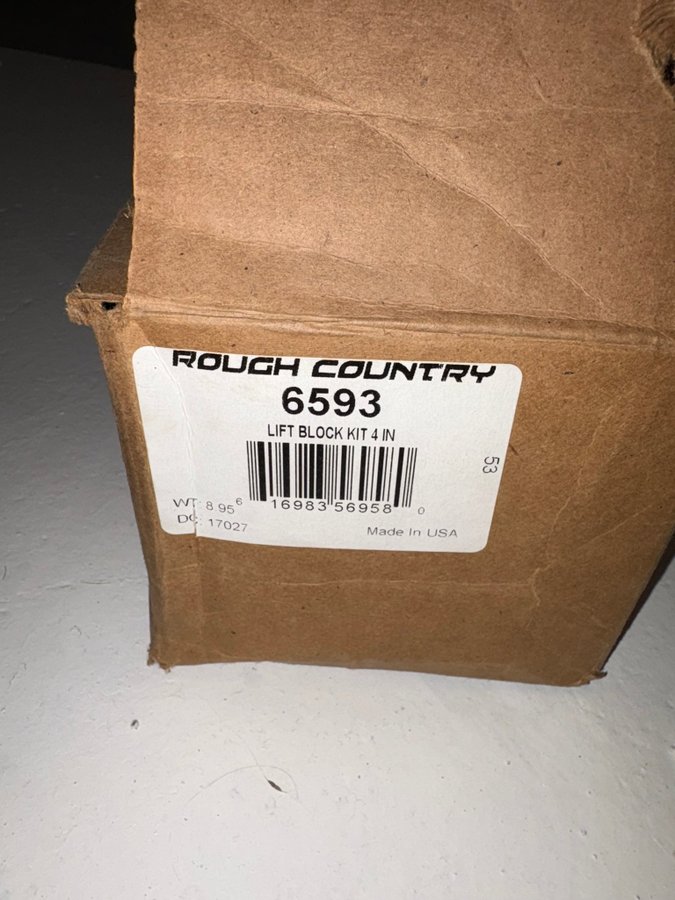 ROUGH COUNTRY
6593
LIFT BLOCK KIT 4 IN
53
6 16983 56958 0
WT: 8.95
DC: 17027
Made In USA